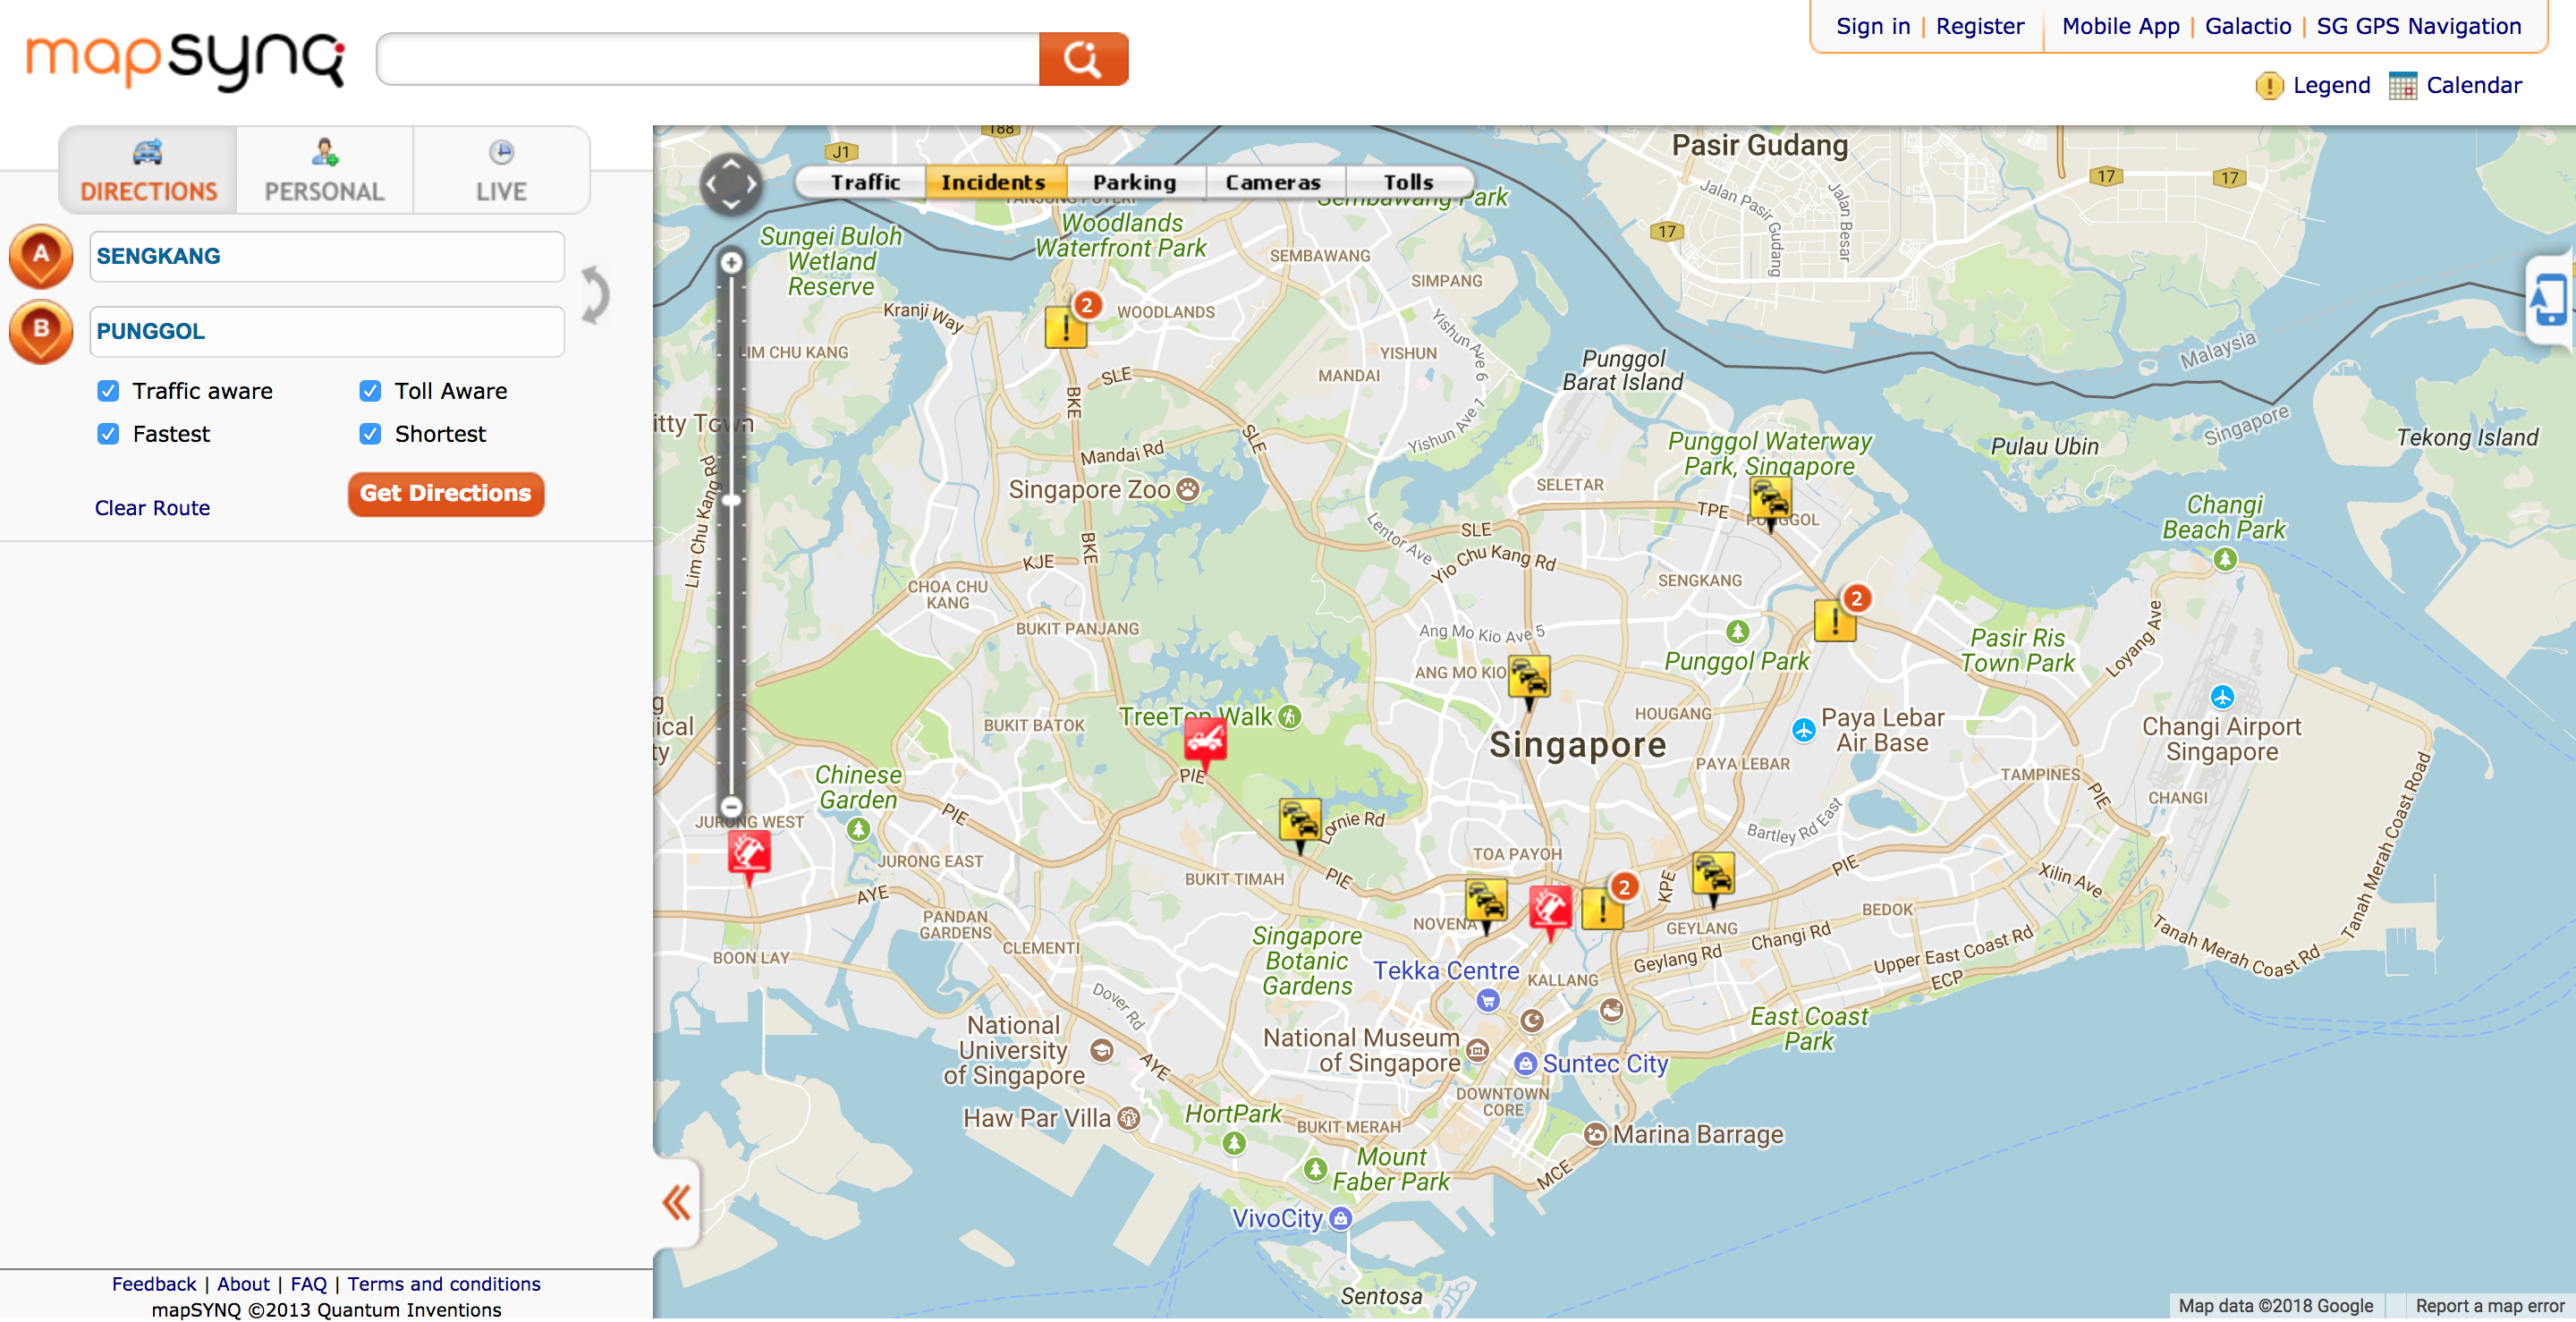 mapsynq
Sign in | Register
Mobile App | Galactio | SG GPS Navigation
Legend
Calendar
DIRECTIONS
PERSONAL
LIVE
A
SENGKANG
B
PUNGGOL
Traffic aware
Toll Aware
Fastest
Shortest
Clear Route
Get Directions
Feedback | About | FAQ | Terms and conditions
mapSYNQ ©2013 Quantum Inventions
Traffic
Incidents
Parking
Cameras
Tolls
188
J1
Pasir Gudang
17
17
17
Jalan Pasir Gudang
Jalan Besar
Sembawang Park
Woodlands
Waterfront Park
Sungei Buloh
Wetland
Reserve
SEMBAWANG
SIMPANG
2
WOODLANDS
Kranji Way
LIM CHU KANG
Yishun Ave 6
YISHUN
MANDAI
SLE
BKE
Punggol
Barat Island
Malaysia
Singapore
Yishun Ave 1
SLE
Mandai Rd
Punggol Waterway
Park, Singapore
Pulau Ubin
Tekong Island
Lim Chu Kang Rd
Singapore Zoo
SELETAR
TPE
PUNGGOL
Changi
Beach Park
Lentor Ave
SLE
BKE
KJE
Yio Chu Kang Rd
CHOA CHU
KANG
SENGKANG
2
BUKIT PANJANG
Ang Mo Kio Ave 5
Punggol Park
Pasir Ris
Town Park
Loyang Ave
ANG MO KIO
BUKIT BATOK
TreeTop Walk
HOUGANG
Paya Lebar
Air Base
Changi Airport
Singapore
Singapore
PIE
PAYA LEBAR
TAMPINES
CHANGI
PIE
Chinese
Garden
JURONG WEST
PIE
Lornie Rd
Bartley Rd East
JURONG EAST
TOA PAYOH
BUKIT TIMAH
PIE
PIE
Xilin Ave
Tanah Merah Coast Road
AYE
2
KPE
BEDOK
PANDAN
GARDENS
NOVENA
GEYLANG
Changi Rd
CLEMENTI
Singapore
Botanic
Gardens
Geylang Rd
Upper East Coast Rd
Tanah Merah Coast Rd
BOON LAY
Tekka Centre
KALLANG
ECP
Dover Rd
East Coast
Park
National
University
of Singapore
National Museum
of Singapore
AYE
Suntec City
DOWNTOWN
CORE
Haw Par Villa
HortPark
BUKIT MERAH
Marina Barrage
Mount
Faber Park
MCE
VivoCity
Sentosa
Map data ©2018 Google
Report a map error